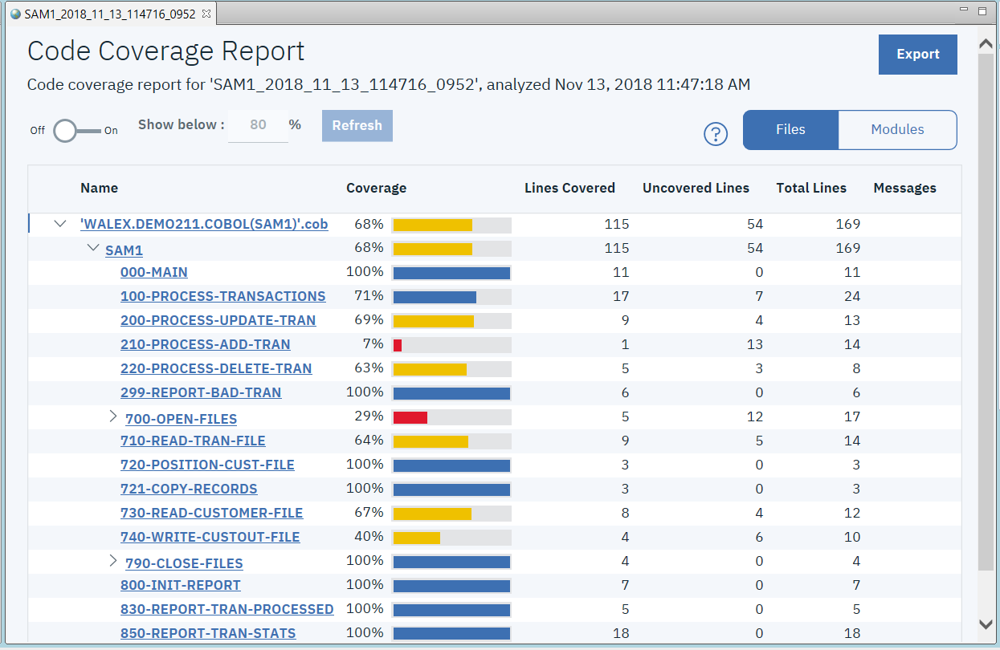 SAM1_2018_11_13_114716_0952
Code Coverage Report
Export
Code coverage report for 'SAM1_2018_11_13_114716_0952', analyzed Nov 13, 2018 11:47:18 AM
Off On Show below : 80 % Refresh ? Files Modules
Name Coverage Lines Covered Uncovered Lines Total Lines Messages
'WALEX.DEMO211.COBOL(SAM1)'.cob 68% 115 54 169
SAM1 68% 115 54 169
000-MAIN 100% 11 0 11
100-PROCESS-TRANSACTIONS 71% 17 7 24
200-PROCESS-UPDATE-TRAN 69% 9 4 13
210-PROCESS-ADD-TRAN 7% 1 13 14
220-PROCESS-DELETE-TRAN 63% 5 3 8
299-REPORT-BAD-TRAN 100% 6 0 6
700-OPEN-FILES 29% 5 12 17
710-READ-TRAN-FILE 64% 9 5 14
720-POSITION-CUST-FILE 100% 3 0 3
721-COPY-RECORDS 100% 3 0 3
730-READ-CUSTOMER-FILE 67% 8 4 12
740-WRITE-CUSTOUT-FILE 40% 4 6 10
790-CLOSE-FILES 100% 4 0 4
800-INIT-REPORT 100% 7 0 7
830-REPORT-TRAN-PROCESSED 100% 5 0 5
850-REPORT-TRAN-STATS 100% 18 0 18